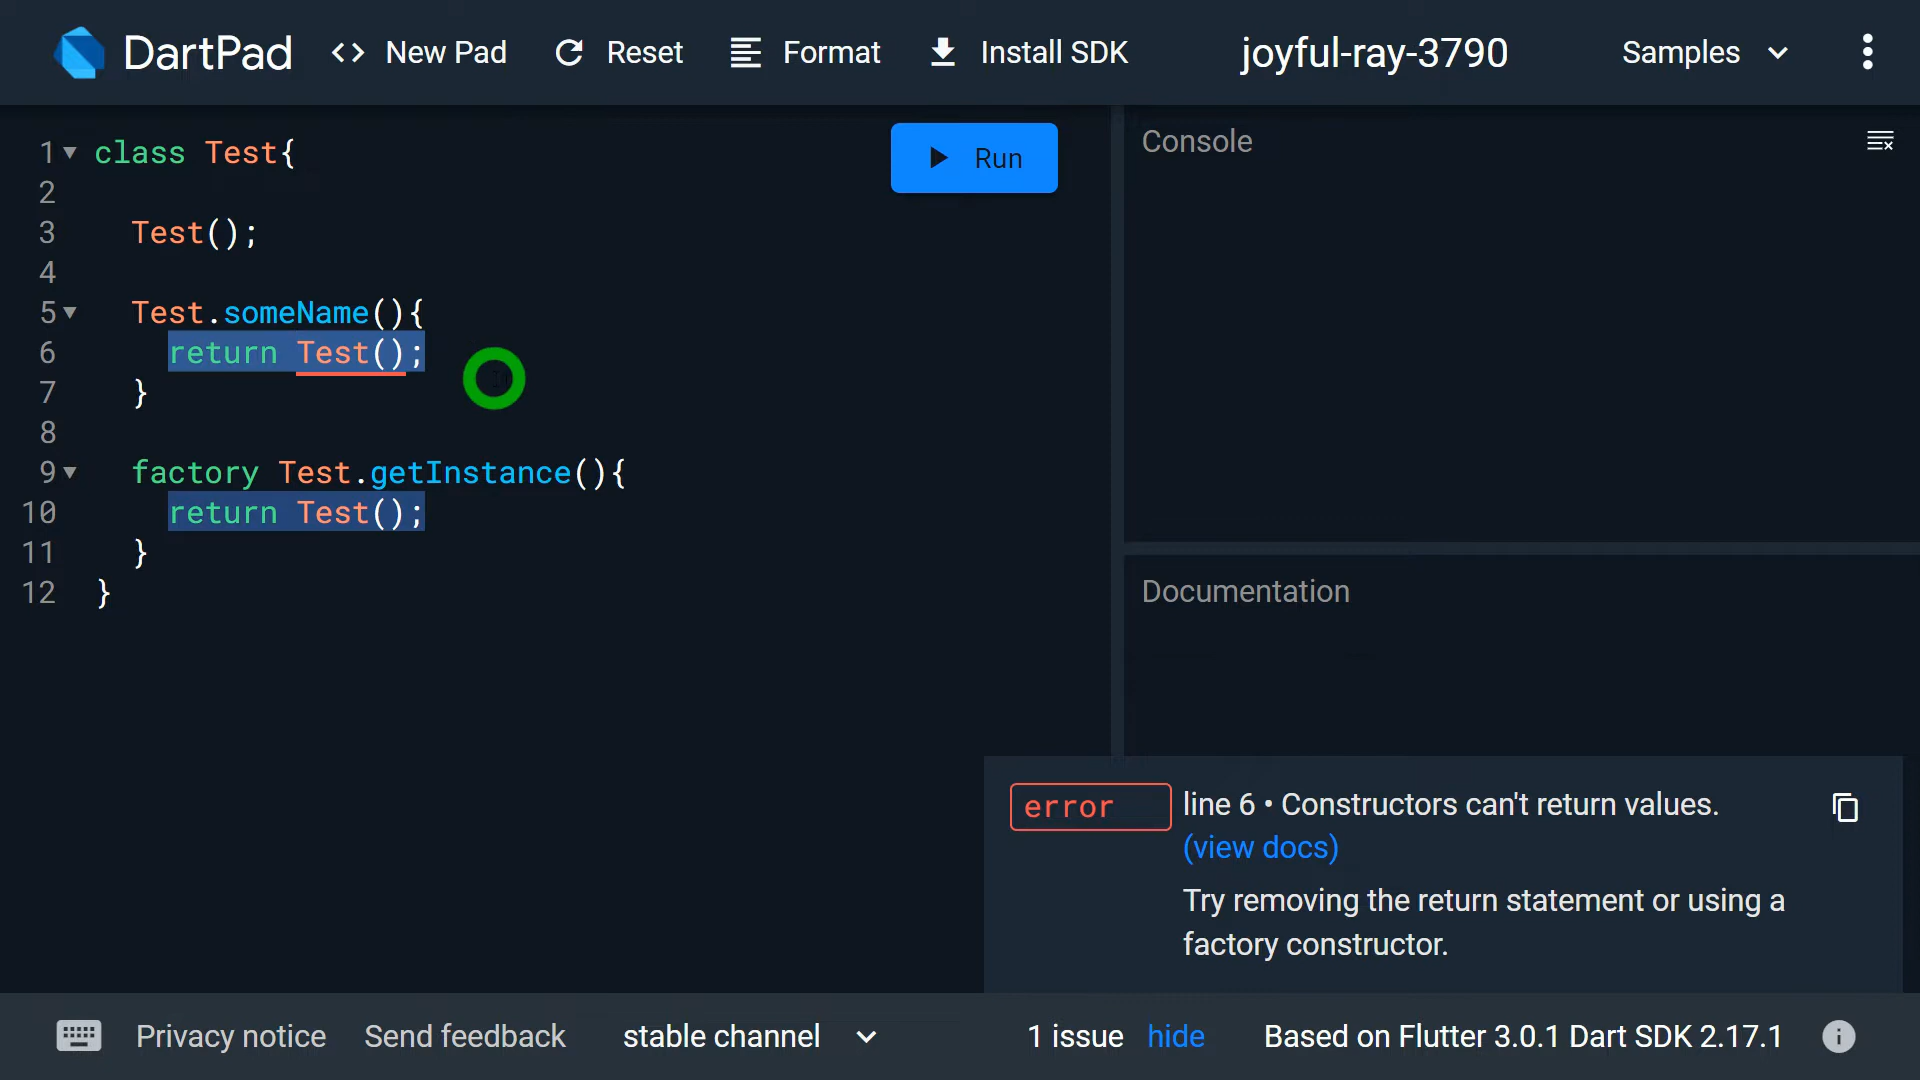 DartPad <> New Pad Reset Format Install SDK joyful-ray-3790 Samples
Run
1 class Test{
2
3 Test();
4
5 Test.someName(){
6 return Test();
7 }
8
9 factory Test.getInstance(){
10 return Test();
11 }
12 }
Console
Documentation
error line 6 • Constructors can't return values.
(view docs)
Try removing the return statement or using a
factory constructor.
Privacy notice Send feedback stable channel 1 issue hide Based on Flutter 3.0.1 Dart SDK 2.17.1 i